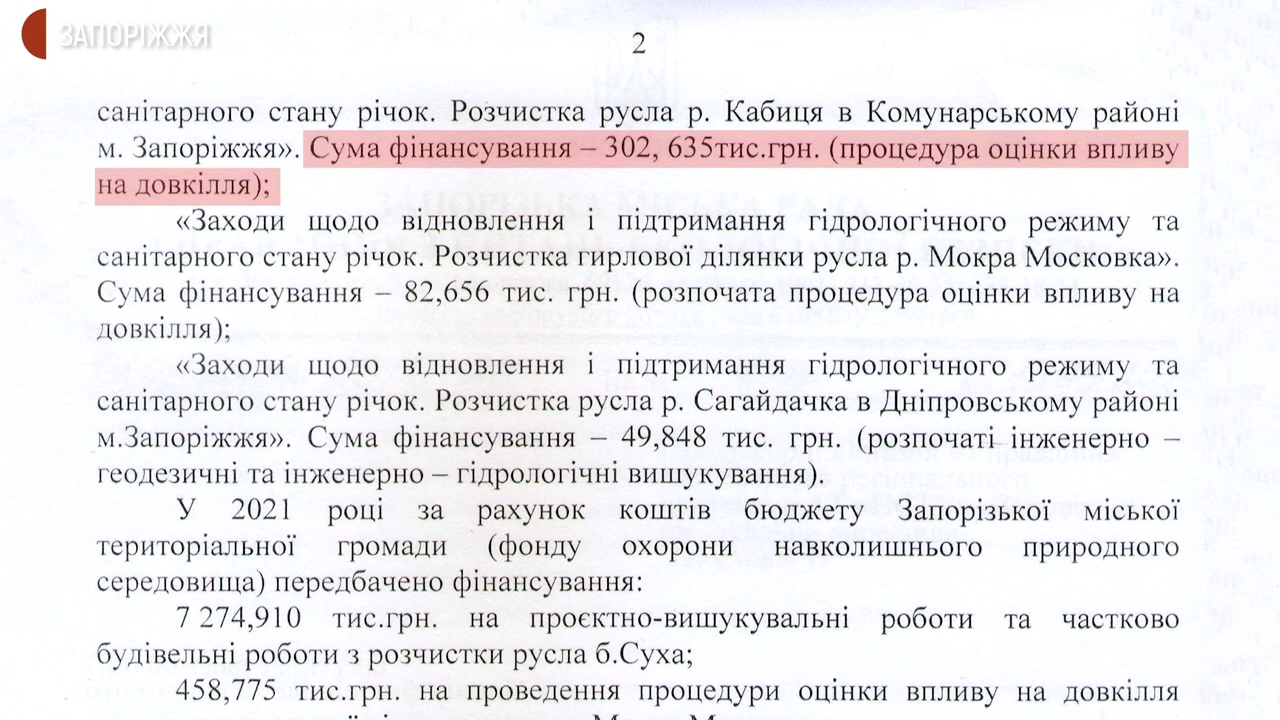 ЗАПОРІЖЖЯ
2
санітарного стану річок. Розчистка русла р. Кабиця в Комунарському районі
м. Запоріжжя». Сума фінансування – 302, 635тис.грн. (процедура оцінки впливу
на довкілля);
«Заходи щодо відновлення і підтримання гідрологічного режиму та
санітарного стану річок. Розчистка гирлової ділянки русла р. Мокра Московка».
Сума фінансування – 82,656 тис. грн. (розпочата процедура оцінки впливу на
довкілля);
«Заходи щодо відновлення і підтримання гідрологічного режиму та
санітарного стану річок. Розчистка русла р. Сагайдачка в Дніпровському районі
м.Запоріжжя». Сума фінансування – 49,848 тис. грн. (розпочаті інженерно –
геодезичні та інженерно – гідрологічні вишукування).
У 2021 році за рахунок коштів бюджету Запорізької міської
територіальної громади (фонду охорони навколишнього природного
середовища) передбачено фінансування:
7 274,910 тис.грн. на проєктно-вишукувальні роботи та частково
будівельні роботи з розчистки русла б.Суха;
458,775 тис.грн. на проведення процедури оцінки впливу на довкілля